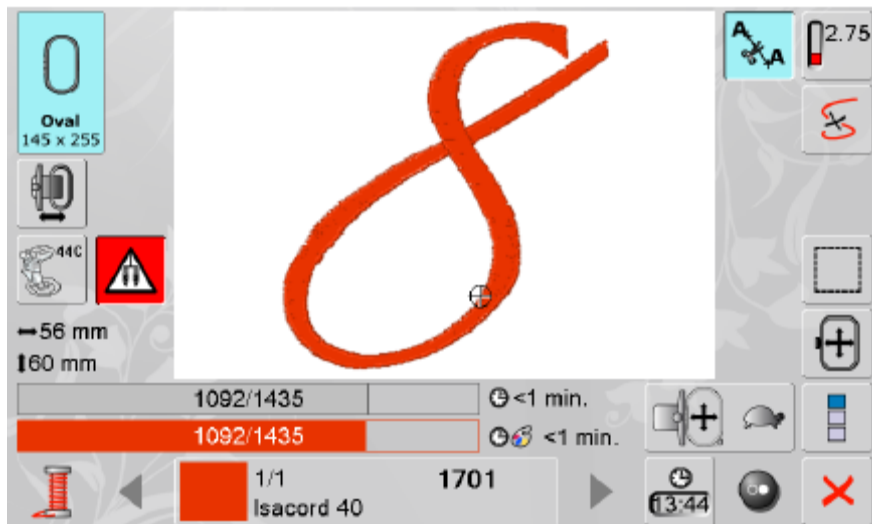 2.75
A
A
Oval
145 x 255
44C
56 mm
60 mm
1092/1435
<1 min.
1092/1435
<1 min.
1/1
1701
Isacord 40
13:44